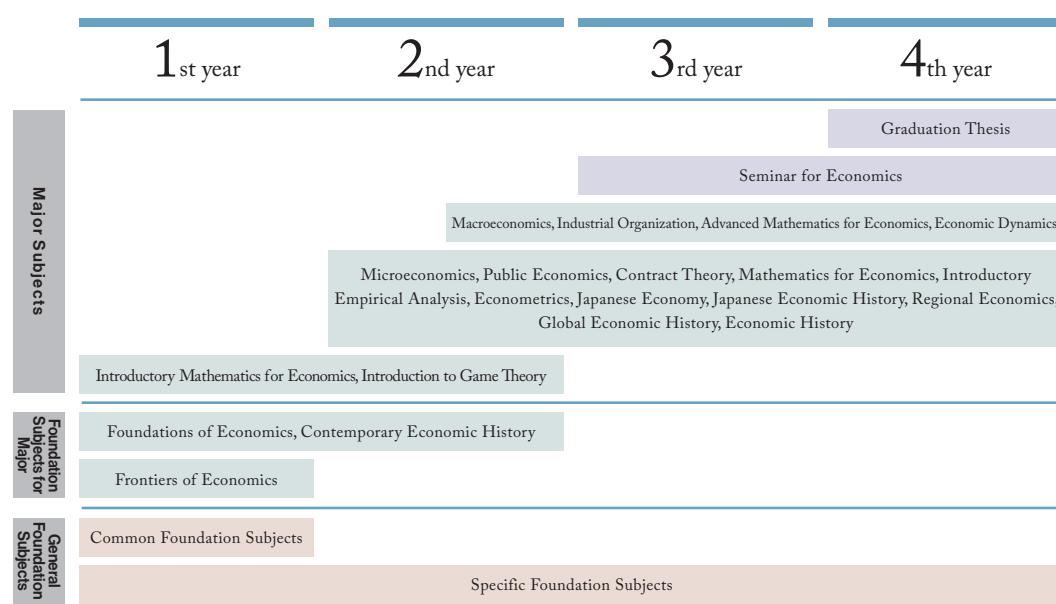 1st year
2nd year
3rd year
4th year
Major Subjects
Graduation Thesis
Seminar for Economics
Macroeconomics, Industrial Organization, Advanced Mathematics for Economics, Economic Dynamics
Microeconomics, Public Economics, Contract Theory, Mathematics for Economics, Introductory
Empirical Analysis, Econometrics, Japanese Economy, Japanese Economic History, Regional Economics,
Global Economic History, Economic History
Introductory Mathematics for Economics, Introduction to Game Theory
Foundation
Subjects for
Major
Foundations of Economics, Contemporary Economic History
Frontiers of Economics
General
Foundation
Subjects
Common Foundation Subjects
Specific Foundation Subjects